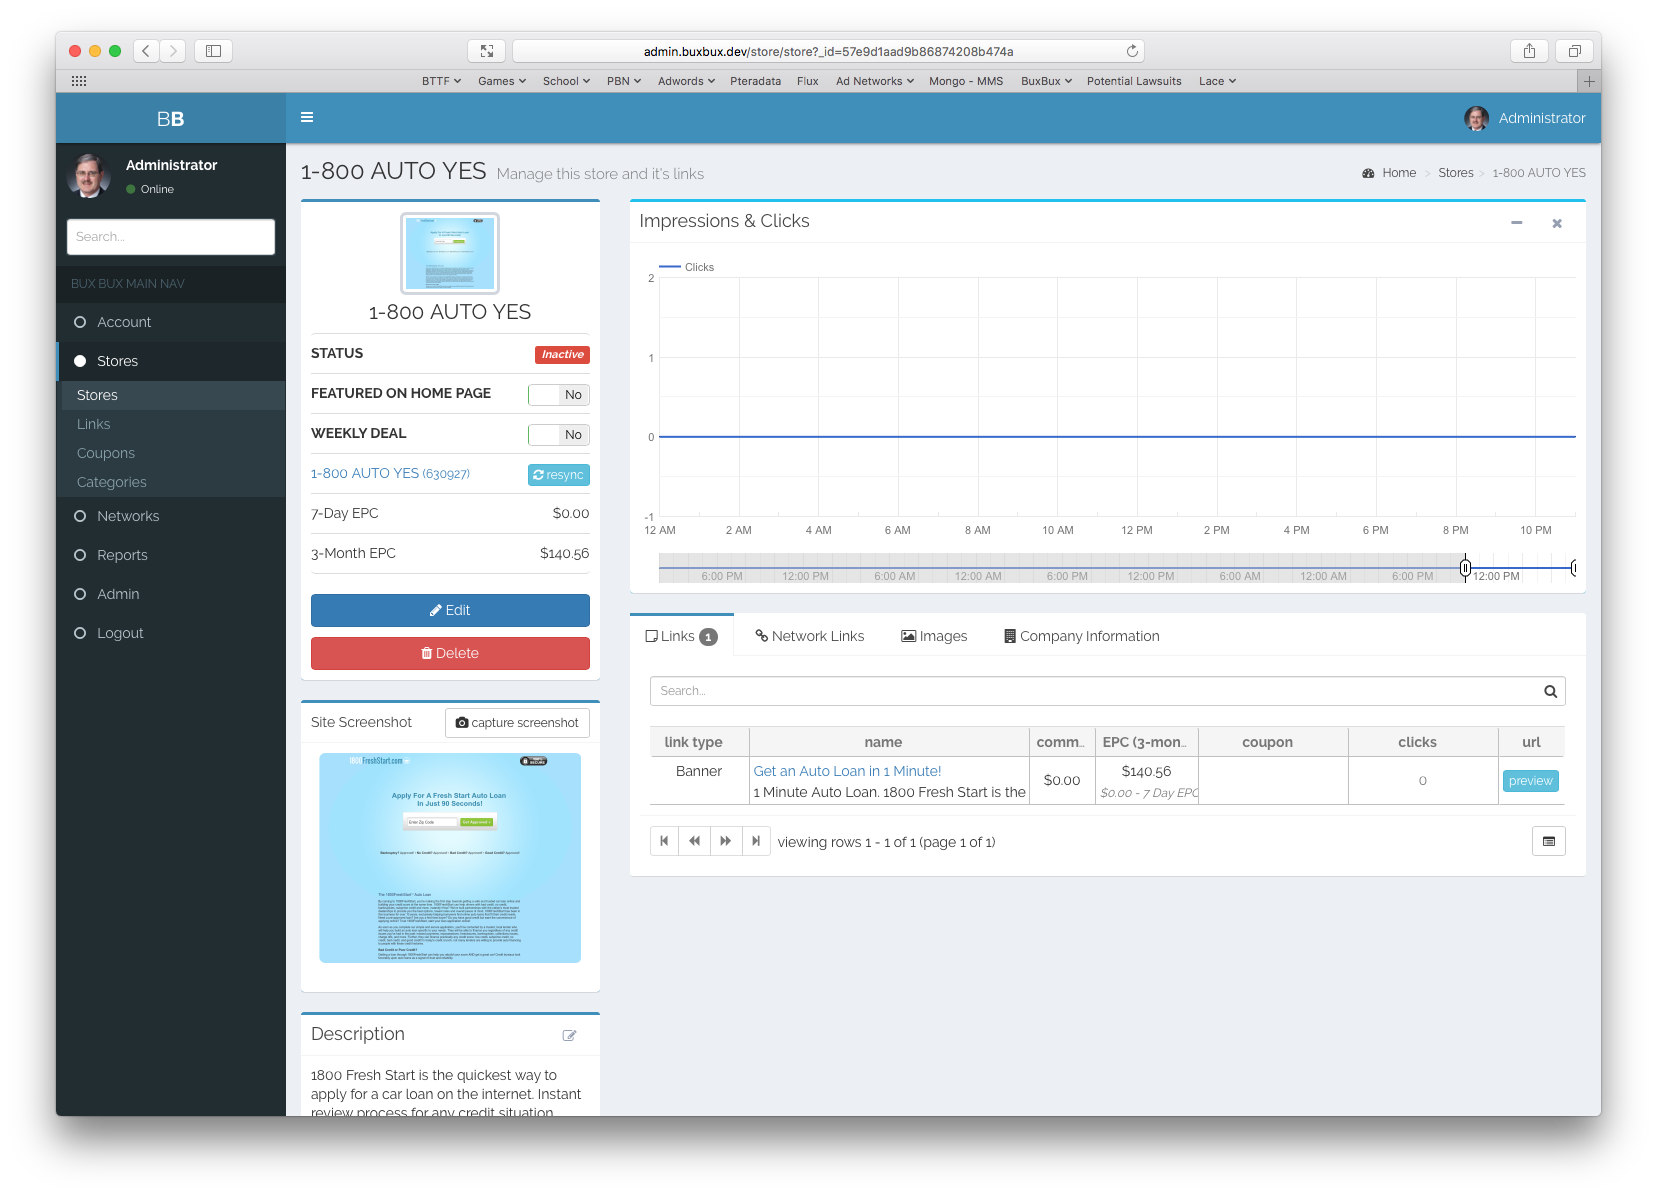 admin.buxbux.dev/store/store?_id=57e9d1aad9b86874208b474a
BTTF Games School PBN Adwords Pteradata Flux Ad Networks Mongo - MMS BuxBux Potential Lawsuits Lace
BB
Administrator
Administrator
Online
Search...
BUX BUX MAIN NAV
Account
Stores
Stores
Links
Coupons
Categories
Networks
Reports
Admin
Logout
1-800 AUTO YES Manage this store and it's links
Home > Stores > 1-800 AUTO YES
1-800 AUTO YES
STATUS Inactive
FEATURED ON HOME PAGE No
WEEKLY DEAL No
1-800 AUTO YES (630927) resync
7-Day EPC $0.00
3-Month EPC $140.56
Edit
Delete
Site Screenshot capture screenshot
1800FreshStart.com
Apply For A Fresh Start Auto Loan
In Just 90 Seconds!
Enter Zip Code
The 1800FreshStart Auto Loan
Bad Credit or Poor Credit?
Description
1800 Fresh Start is the quickest way to
apply for a car loan on the internet. Instant
review process for any credit situation
Impressions & Clicks
Clicks
2
1
0
-1
12 AM 2 AM 4 AM 6 AM 8 AM 10 AM 12 PM 2 PM 4 PM 6 PM 8 PM 10 PM
6:00 PM 12:00 PM 6:00 AM 12:00 AM 6:00 PM 12:00 PM 6:00 AM 12:00 AM 6:00 PM 12:00 PM
Links 1 Network Links Images Company Information
Search...
link type name comm... EPC (3-mon... coupon clicks url
Banner Get an Auto Loan in 1 Minute! $0.00 $140.56 0 preview
1 Minute Auto Loan. 1800 Fresh Start is the $0.00 - 7 Day EPC
viewing rows 1 - 1 of 1 (page 1 of 1)